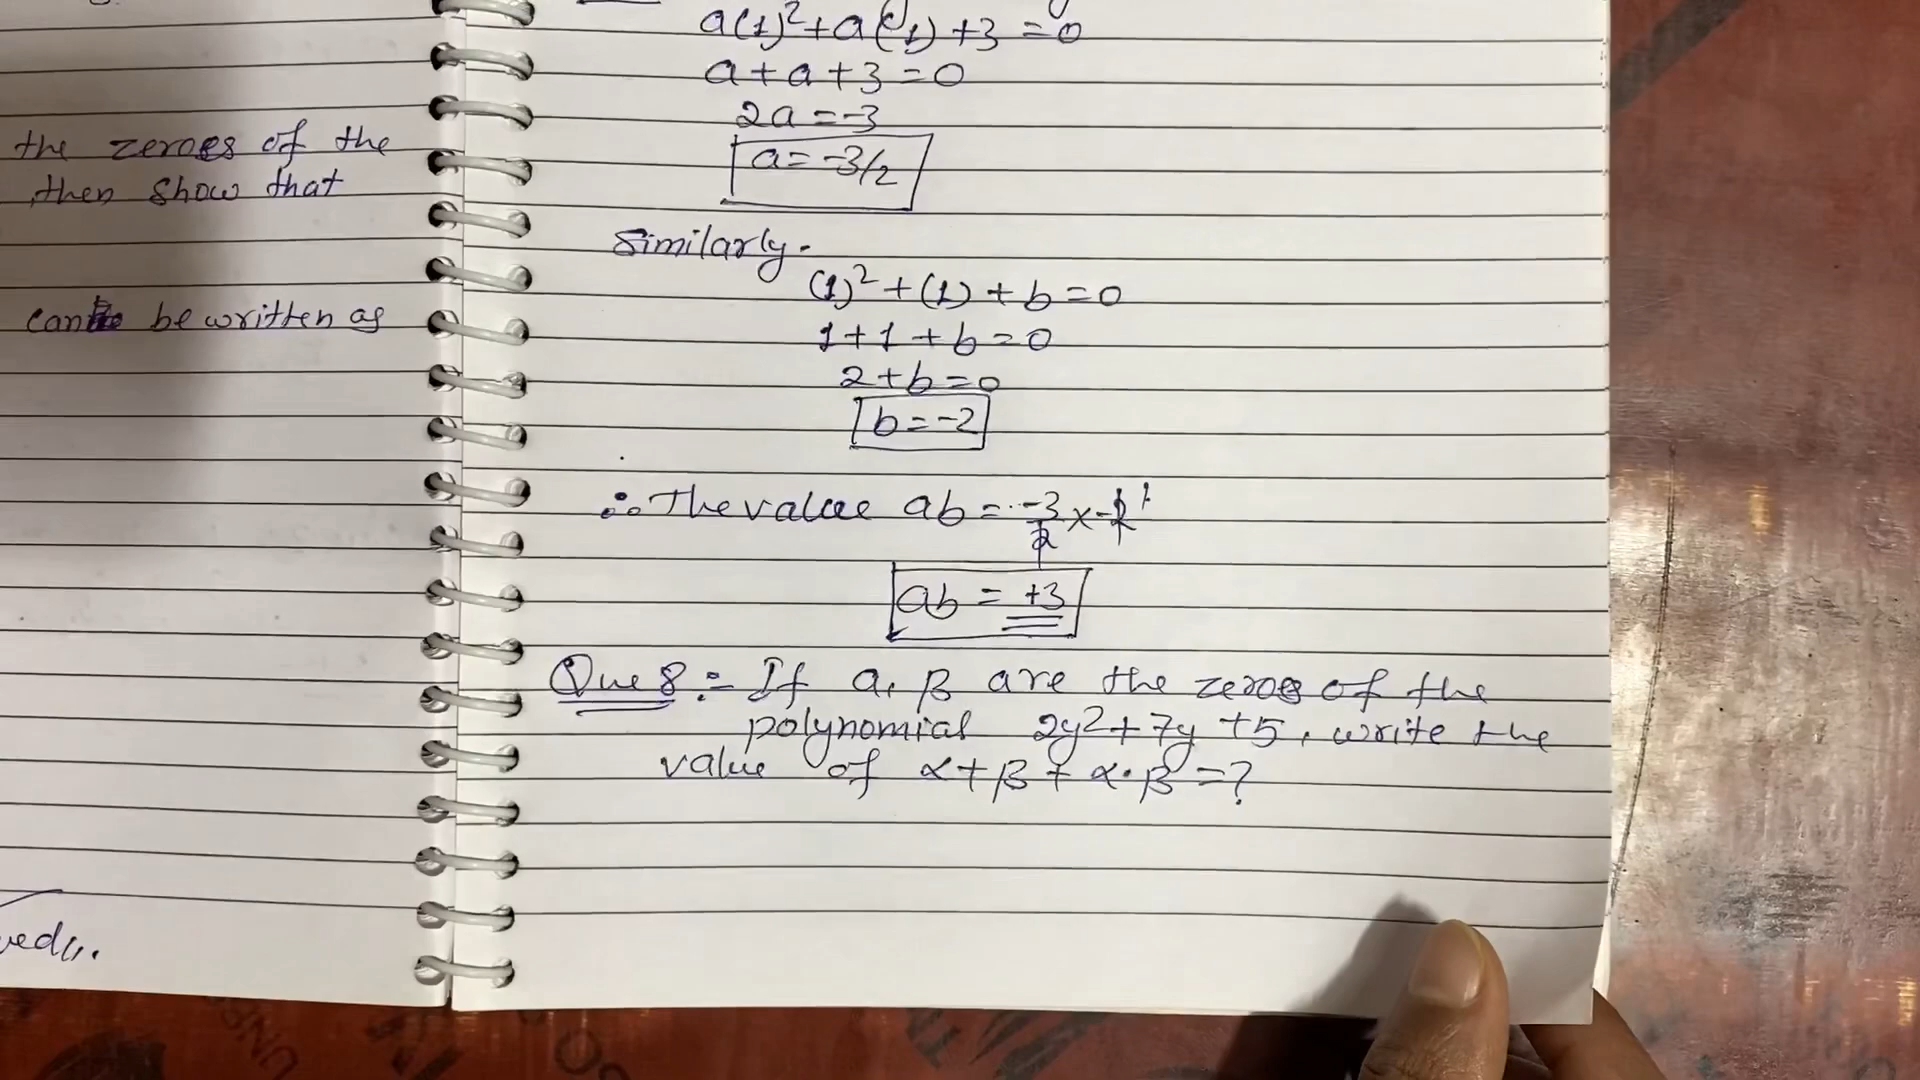 the zeroes of the
then show that
can be written as
a(1)²+a(1)+3=0
a+a+3=0
2a=-3
a=-3/2
Similarly-
(1)²+(1)+b=0
1+1+b=0
2+b=0
b=-2
∴ The value ab=-3/2×-2 1
ab=+3
Que 8:= If a, β are the zeroes of the
polynomial 2y²+7y+5, write the
value of α+β+α·β=?